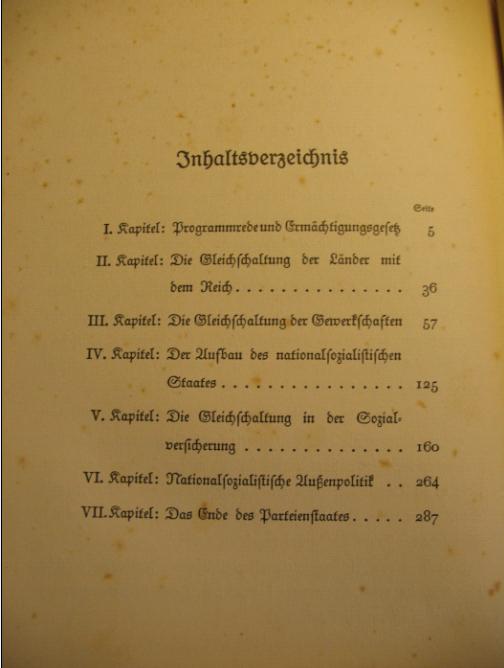 Inhaltsverzeichnis
Seite
I. Kapitel: Programmrede und Ermächtigungsgesetz 5
II. Kapitel: Die Gleichschaltung der Länder mit
dem Reich . . . . . . . . . . . . . . . 36
III. Kapitel: Die Gleichschaltung der Gewerkschaften 57
IV. Kapitel: Der Aufbau des nationalsozialistischen
Staates . . . . . . . . . . . . . . . . 125
V. Kapitel: Die Gleichschaltung in der Sozial-
versicherung . . . . . . . . . . . . . . 160
VI. Kapitel: Nationalsozialistische Außenpolitik . . 264
VII. Kapitel: Das Ende des Parteienstaates . . . . . 287